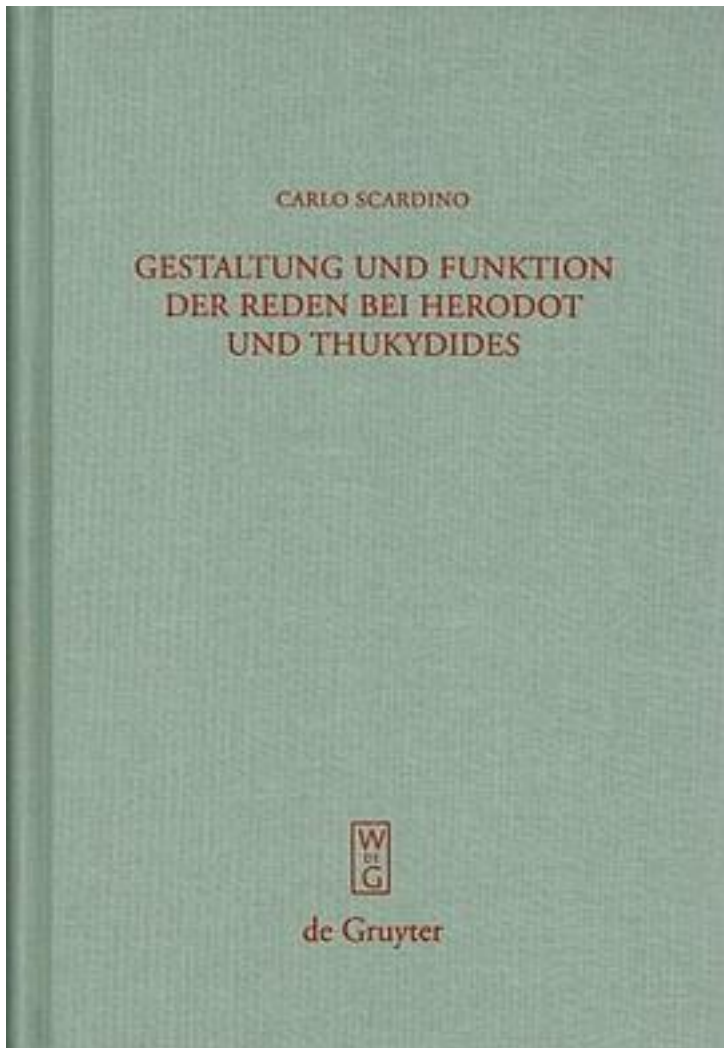 CARLO SCARDINO
GESTALTUNG UND FUNKTION
DER REDEN BEI HERODOT
UND THUKYDIDES
W
DE
G
de Gruyter